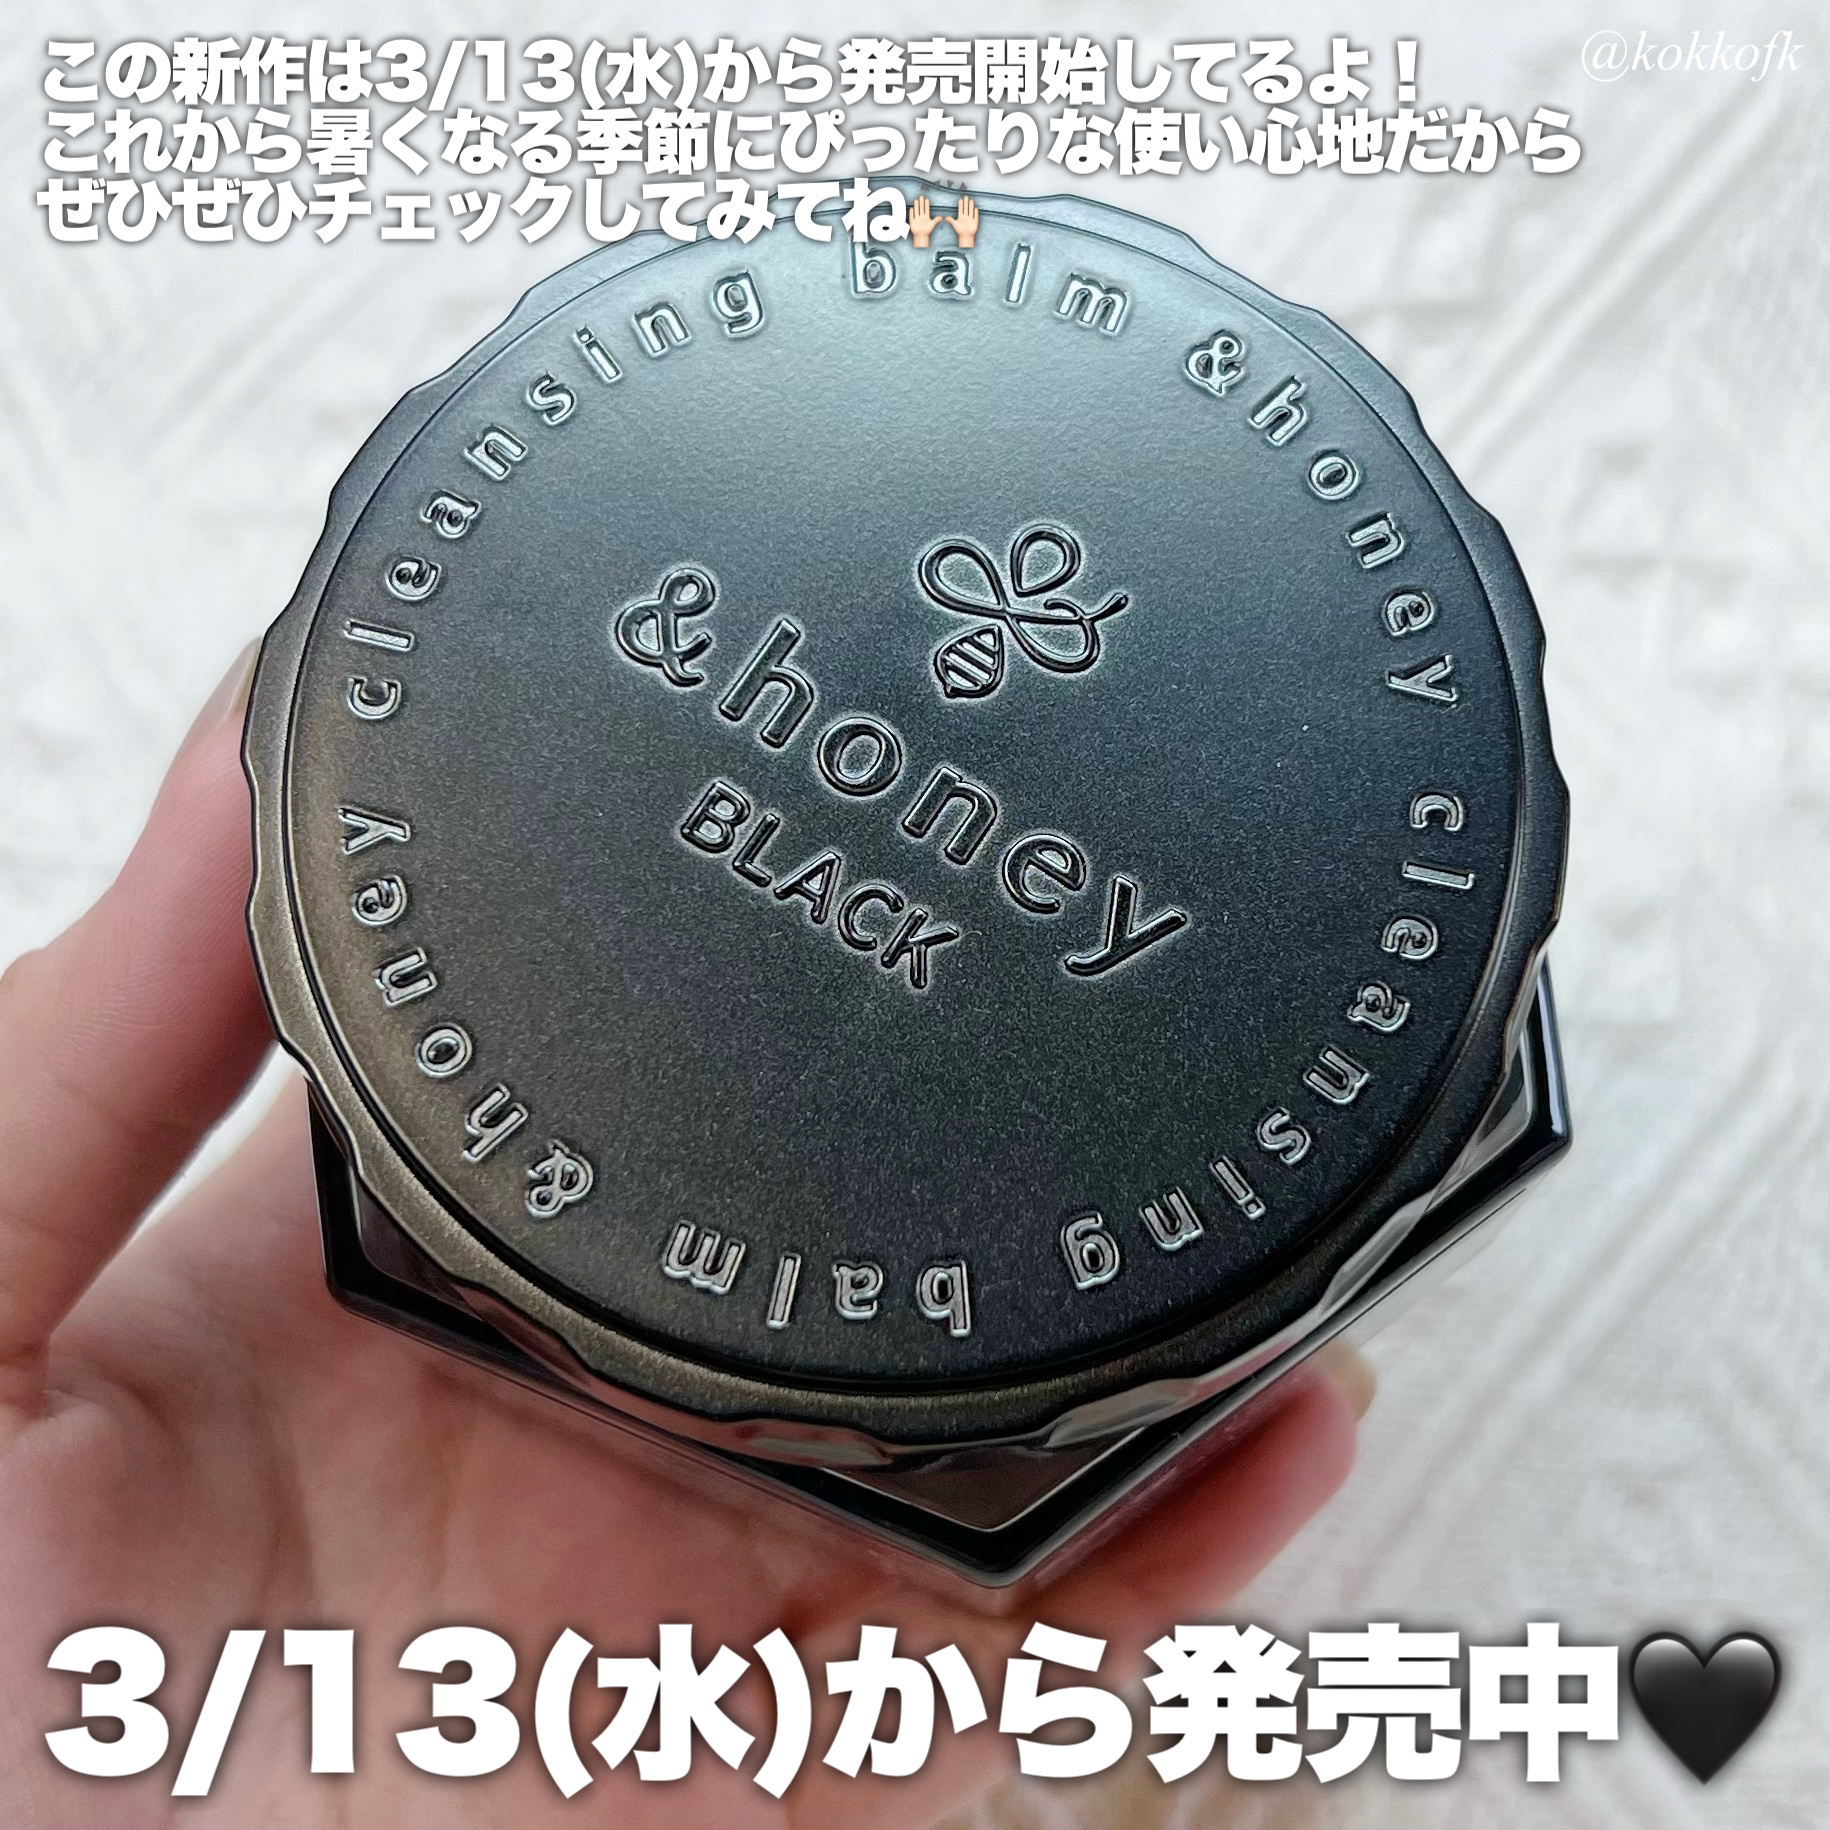 この新作は3/13(水)から発売開始してるよ！
@kokkofk
これから暑くなる季節にぴったりな使い心地だから
ぜひぜひチェックしてみてね🙌🏻
cleansing balm &honey cleansing balm &honey
&honey
BLACK
3/13(水)から発売中🖤